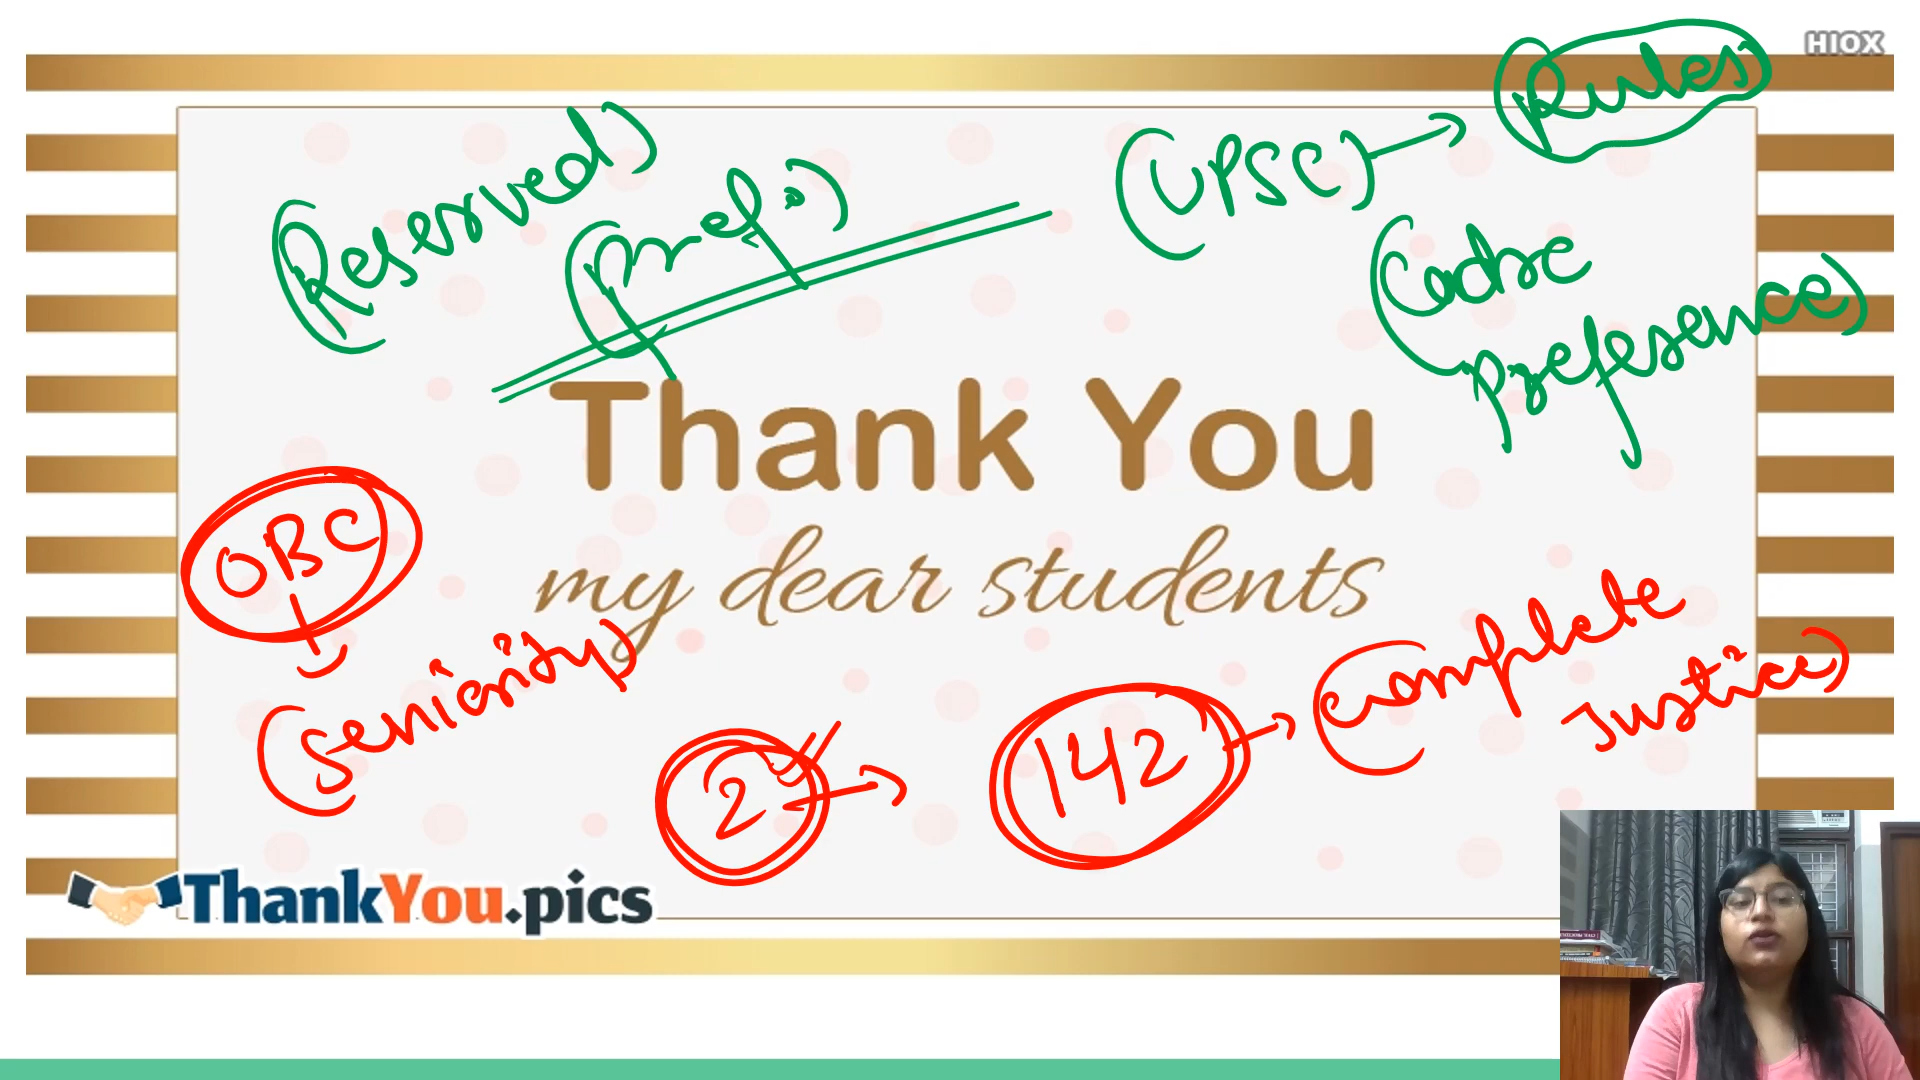 HIOX
Rules
(Reserved)
(Pref.)
(UPSC) →
(Cadre
preference)
Thank You
my dear students
OBC
(seniority)
2 →
142 →
(complete
Justice)
ThankYou.pics